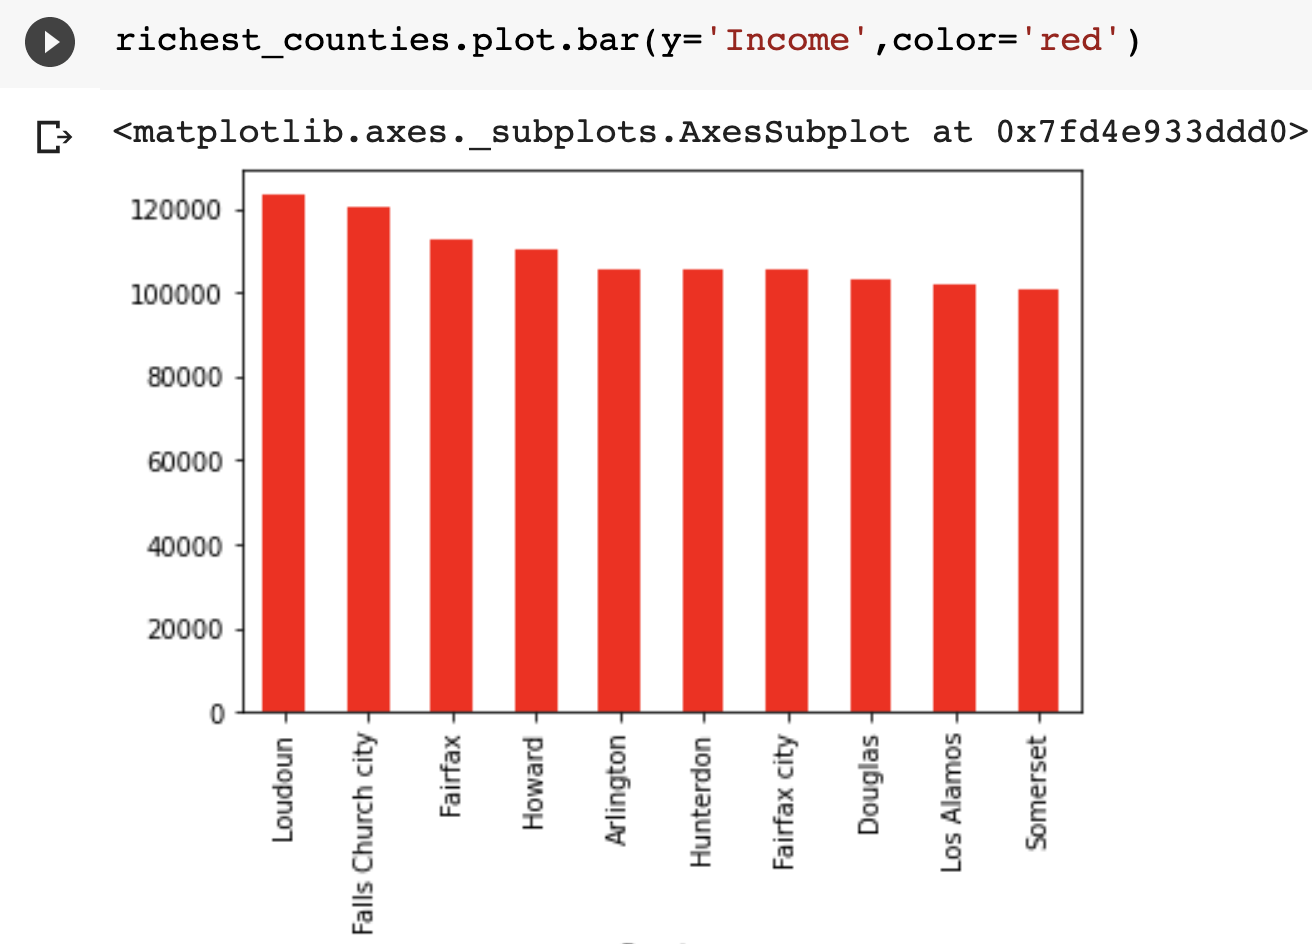 richest_counties.plot.bar(y='Income',color='red')
<matplotlib.axes._subplots.AxesSubplot at 0x7fd4e933ddd0>
120000
100000
80000
60000
40000
20000
0
Loudoun
Falls Church city
Fairfax
Howard
Arlington
Hunterdon
Fairfax city
Douglas
Los Alamos
Somerset